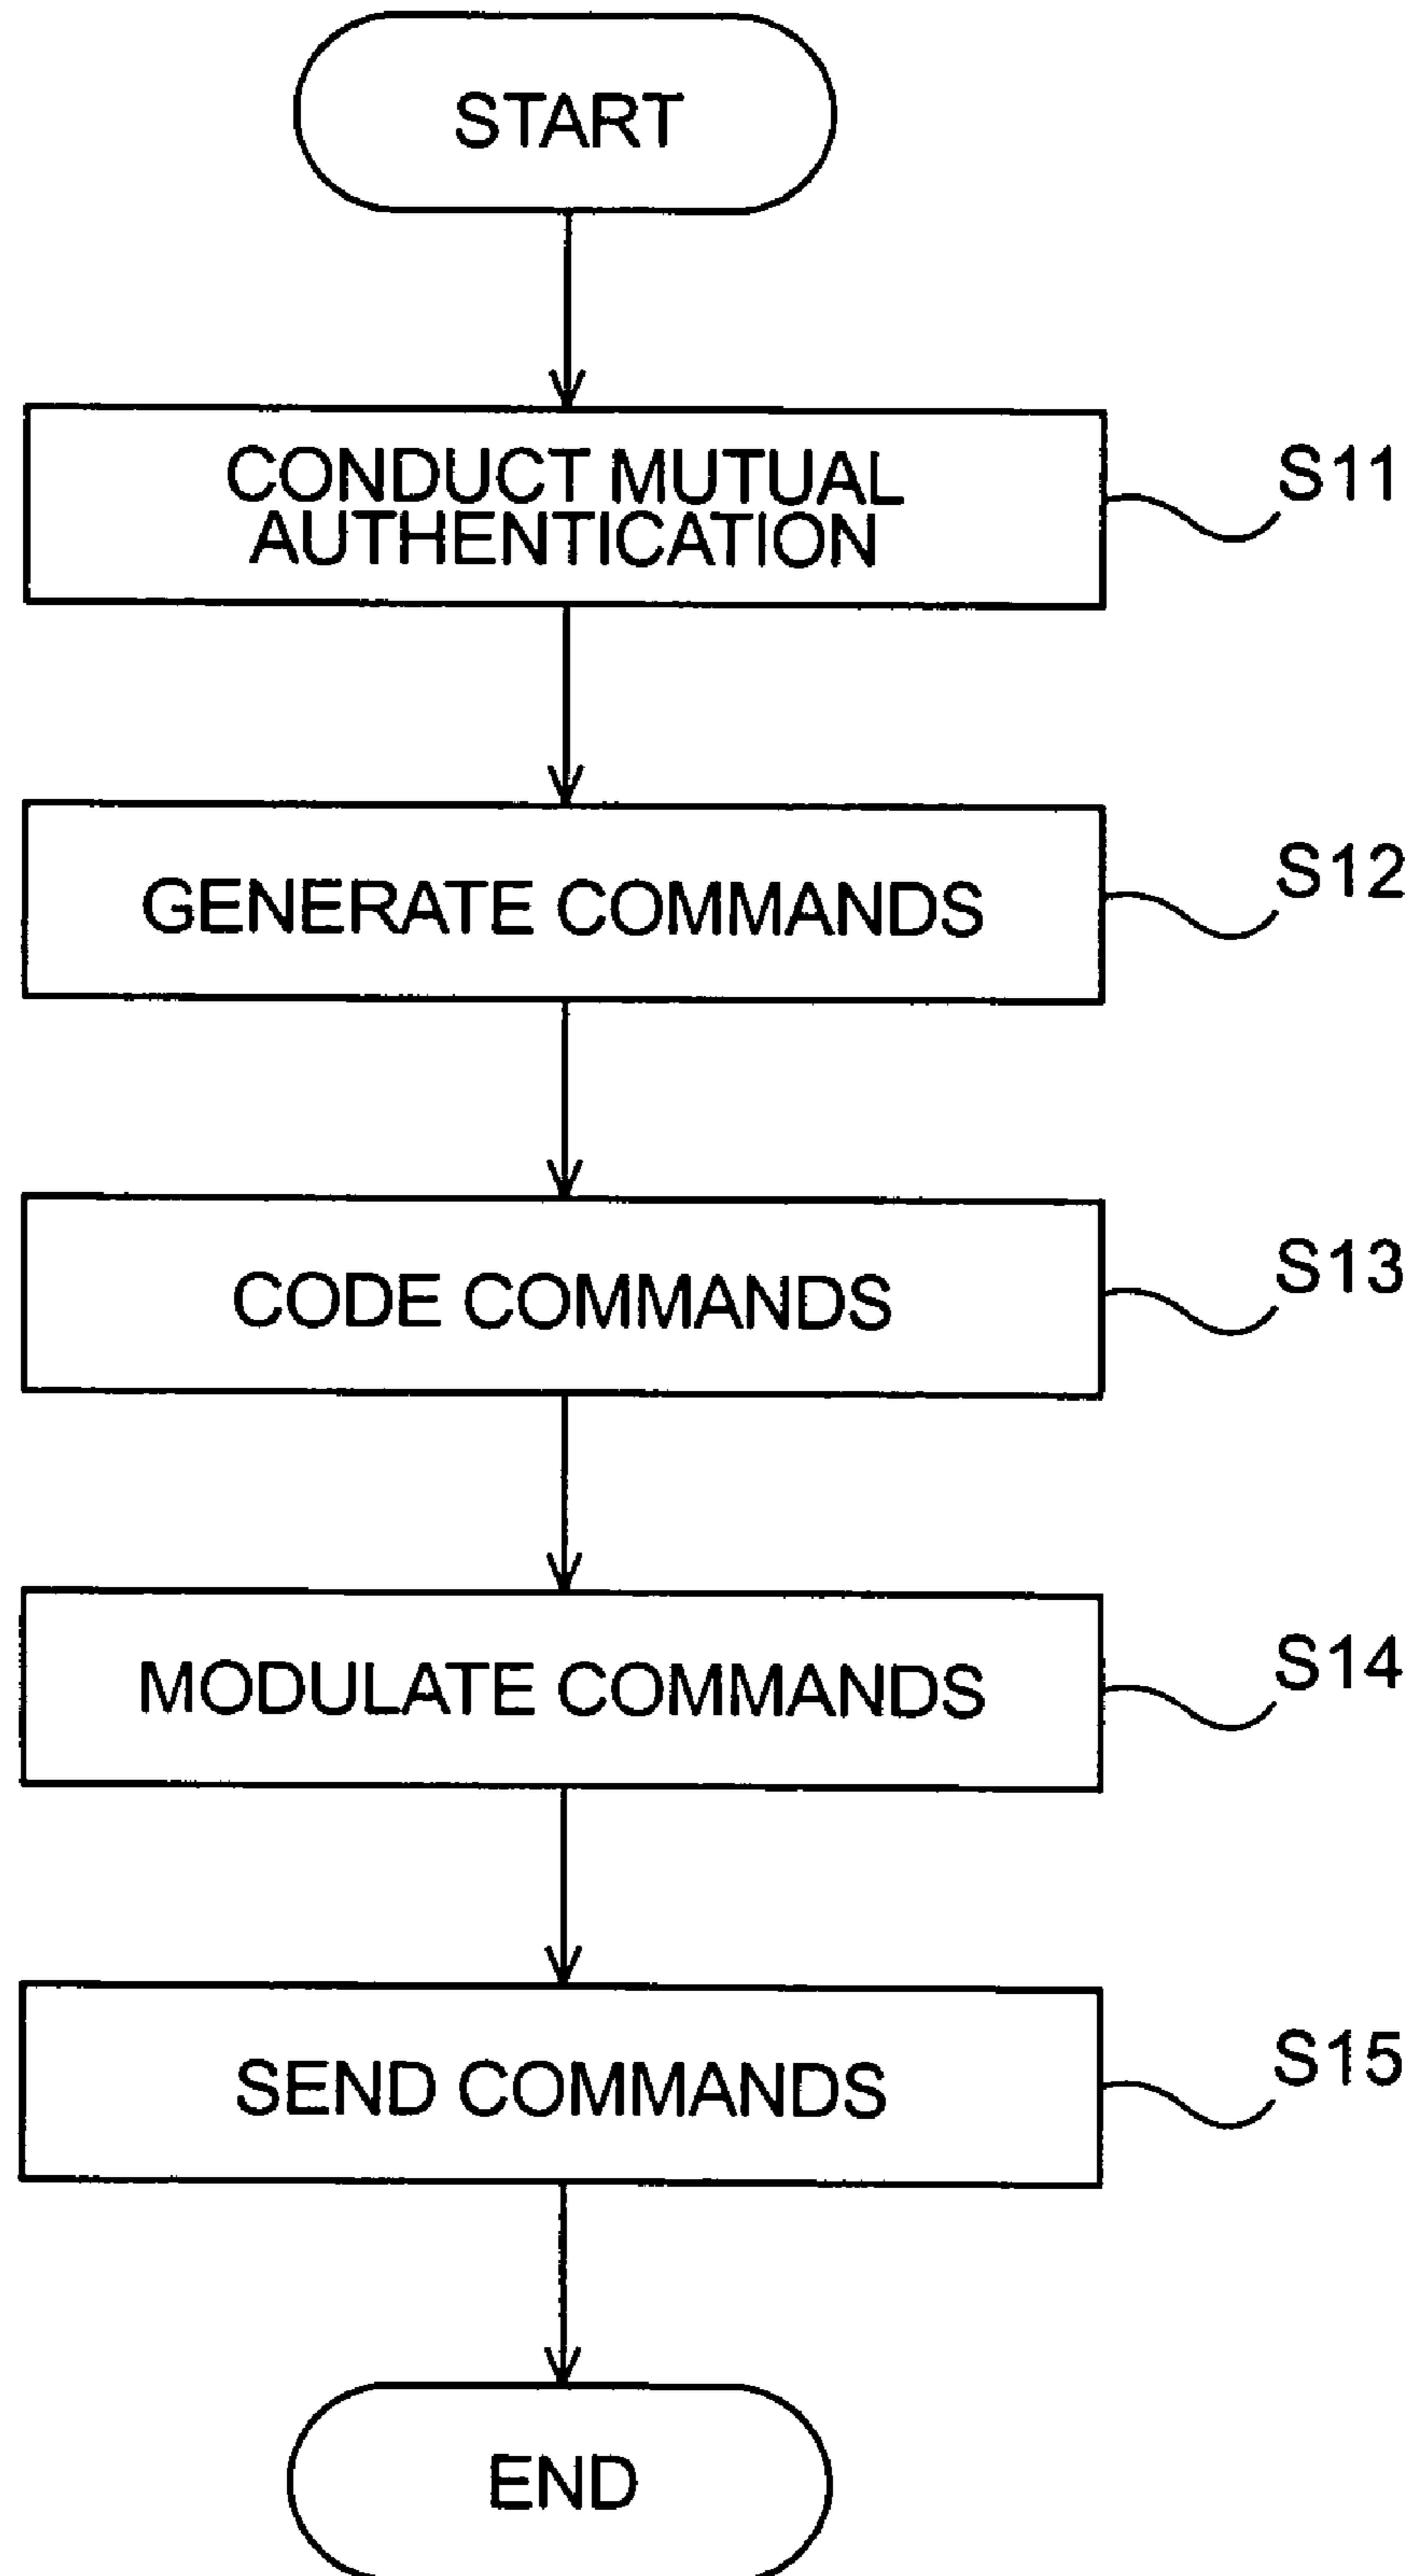 START
CONDUCT MUTUAL
AUTHENTICATION
S11
GENERATE COMMANDS
S12
CODE COMMANDS
S13
MODULATE COMMANDS
S14
SEND COMMANDS
S15
END